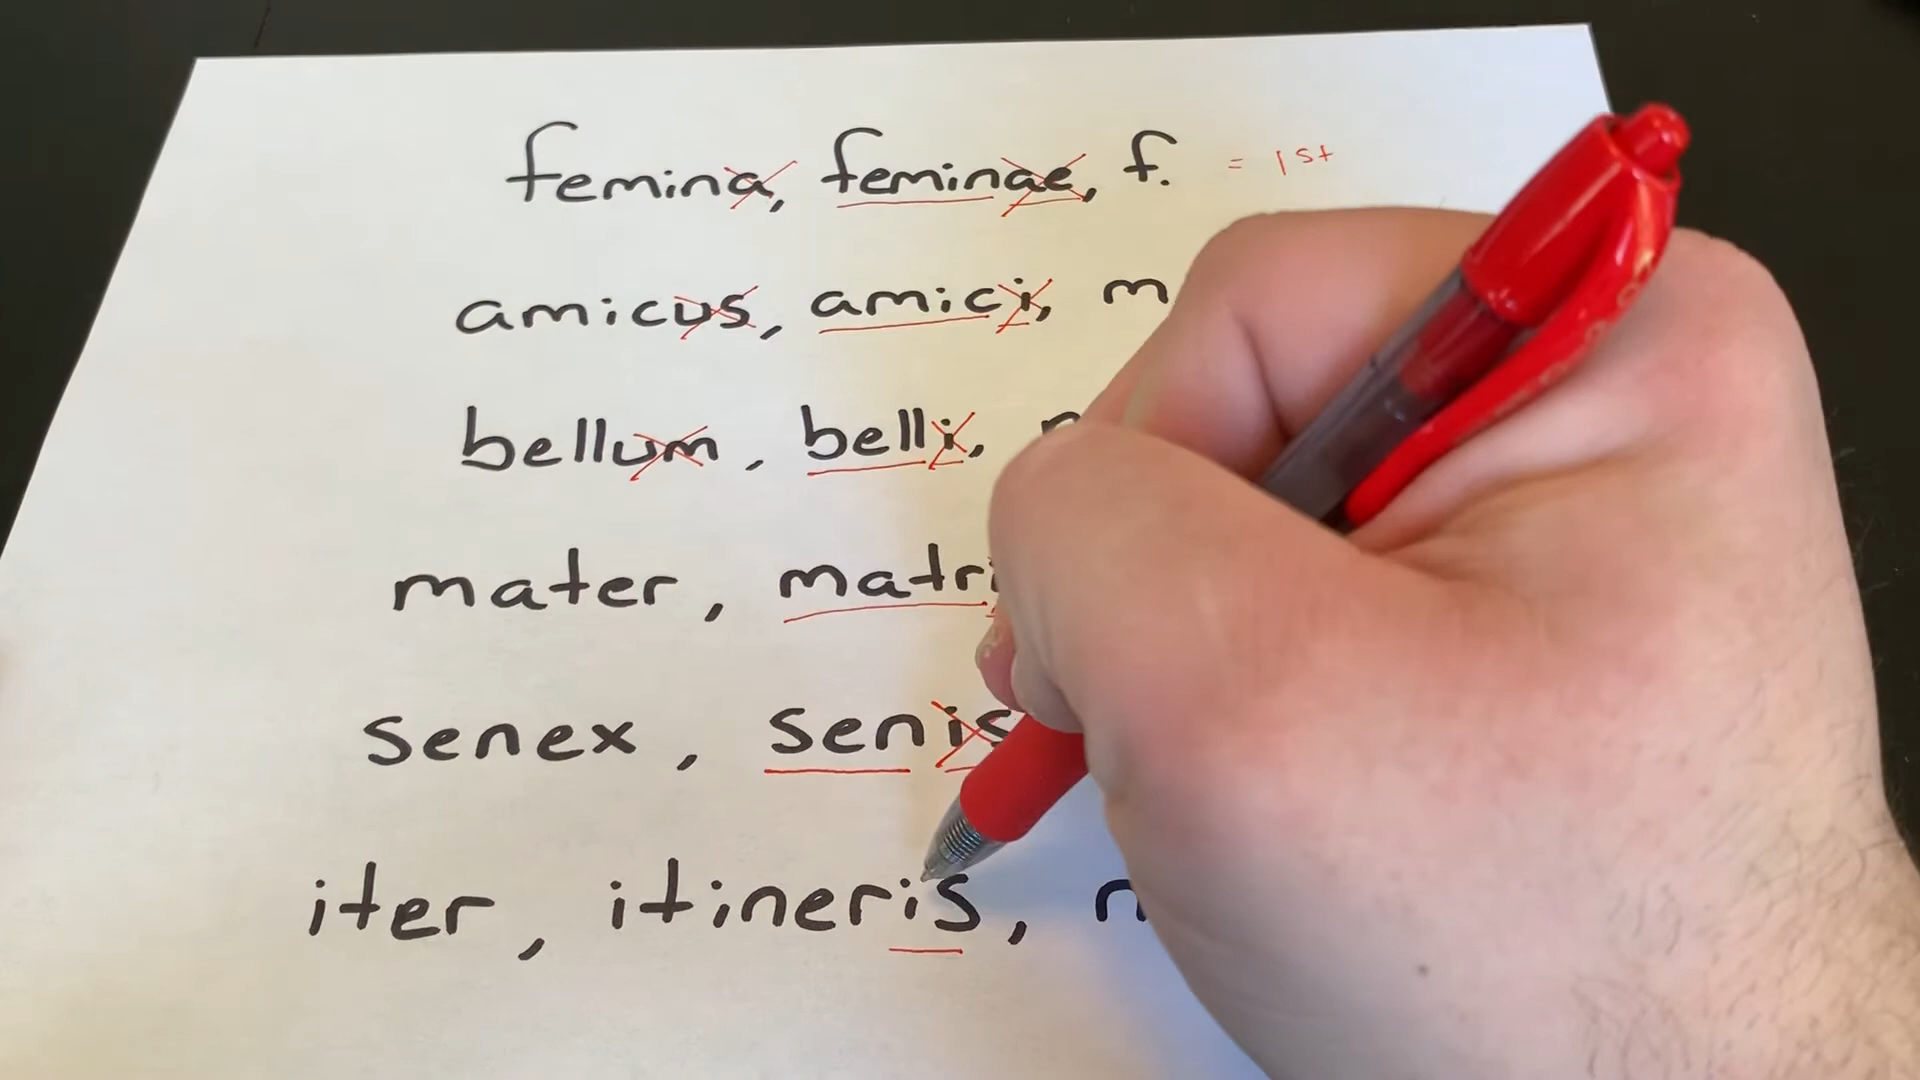 femina, feminae, f. = 1st
amicus, amici, m
bellum, belli,
mater, matri
senex, senis
iter, itineris, n